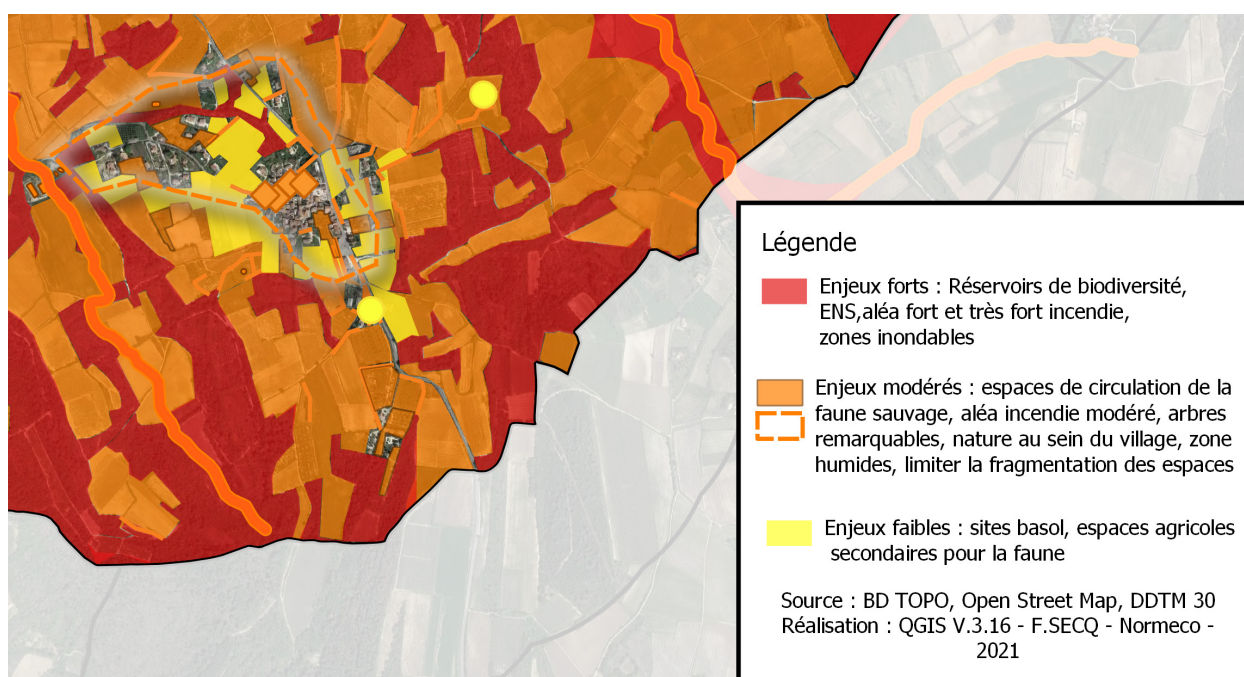 Légende
Enjeux forts : Réservoirs de biodiversité,
ENS,aléa fort et très fort incendie,
zones inondables
Enjeux modérés : espaces de circulation de la
faune sauvage, aléa incendie modéré, arbres
remarquables, nature au sein du village, zone
humides, limiter la fragmentation des espaces
Enjeux faibles : sites basol, espaces agricoles
secondaires pour la faune
Source : BD TOPO, Open Street Map, DDTM 30
Réalisation : QGIS V.3.16 - F.SECQ - Normeco -
2021